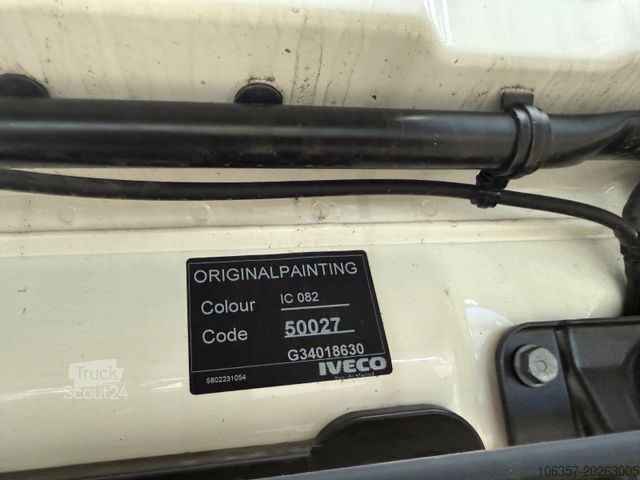 ORIGINALPAINTING
Colour IC 082
Code 50027
G34018630
5802231054 IVECO
Truck
Scout24
106357-20263005